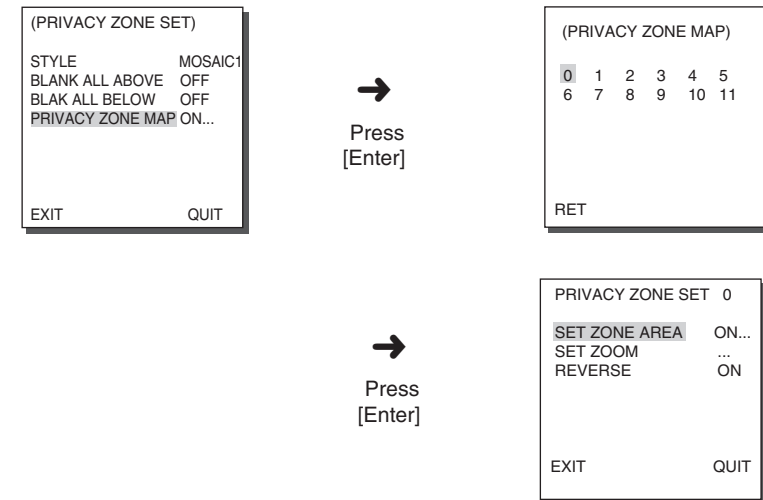 (PRIVACY ZONE SET)
STYLE MOSAIC1
BLANK ALL ABOVE OFF
BLAK ALL BELOW OFF
PRIVACY ZONE MAP ON...
EXIT QUIT
Press
[Enter]
(PRIVACY ZONE MAP)
0 1 2 3 4 5
6 7 8 9 10 11
RET
Press
[Enter]
PRIVACY ZONE SET 0
SET ZONE AREA ON...
SET ZOOM ...
REVERSE ON
EXIT QUIT